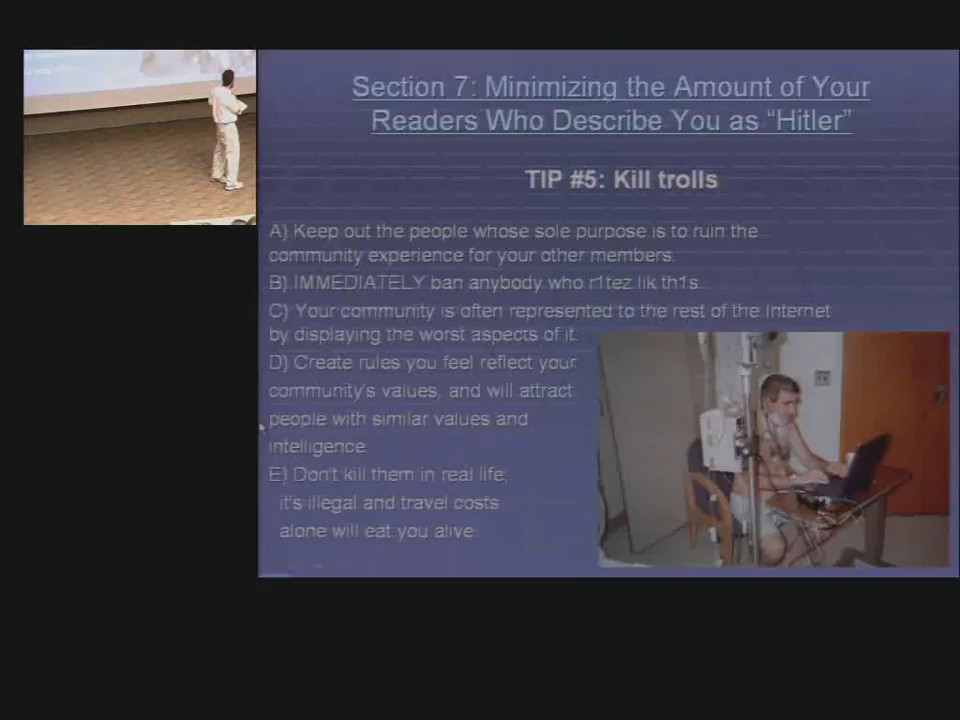 Section 7: Minimizing the Amount of Your
Readers Who Describe You as “Hitler”
TIP #5: Kill trolls
A) Keep out the people whose sole purpose is to ruin the
community experience for your other members.
B) IMMEDIATELY ban anybody who r1tez lik th1s.
C) Your community is often represented to the rest of the Internet
by displaying the worst aspects of it.
D) Create rules you feel reflect your
community's values, and will attract
people with similar values and
intelligence.
E) Don't kill them in real life;
it's illegal and travel costs
alone will eat you alive.